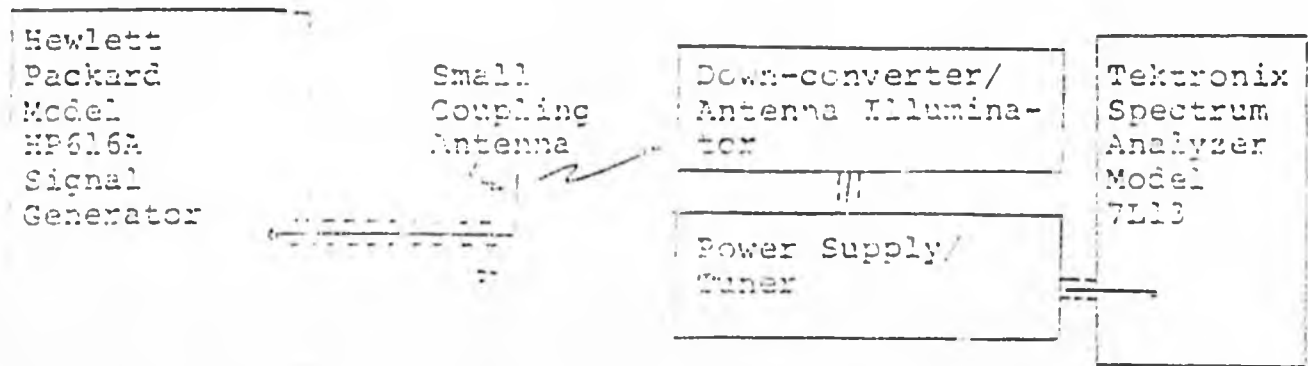 Hewlett
Packard
Model
HP616A
Signal
Generator
Small
Coupling
Antenna
Down-converter/
Antenna Illumina-
tor
Power Supply/
Tuner
Tektronix
Spectrum
Analyzer
Model
7L13